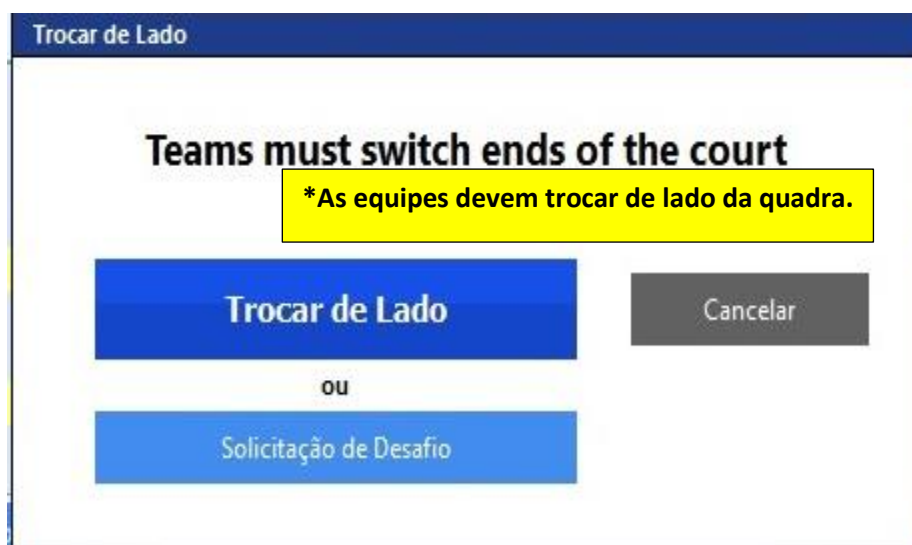 Trocar de Lado
Teams must switch ends of the court
*As equipes devem trocar de lado da quadra.
Trocar de Lado
Cancelar
ou
Solicitação de Desafio